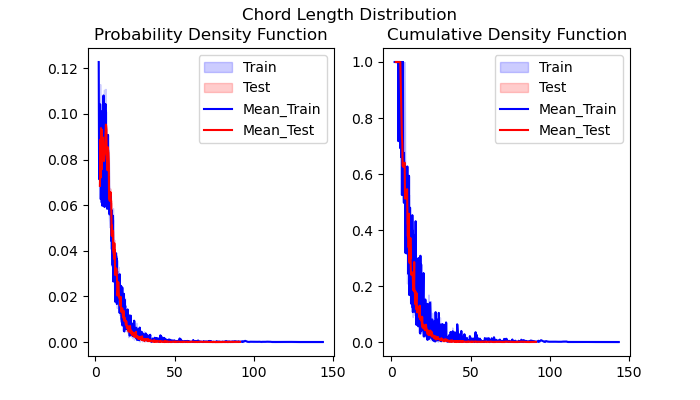 Chord Length Distribution
Probability Density Function
Cumulative Density Function
0.12
0.10
0.08
0.06
0.04
0.02
0.00
0
50
100
150
Train
Test
Mean_Train
Mean_Test
1.0
0.8
0.6
0.4
0.2
0.0
0
50
100
150
Train
Test
Mean_Train
Mean_Test